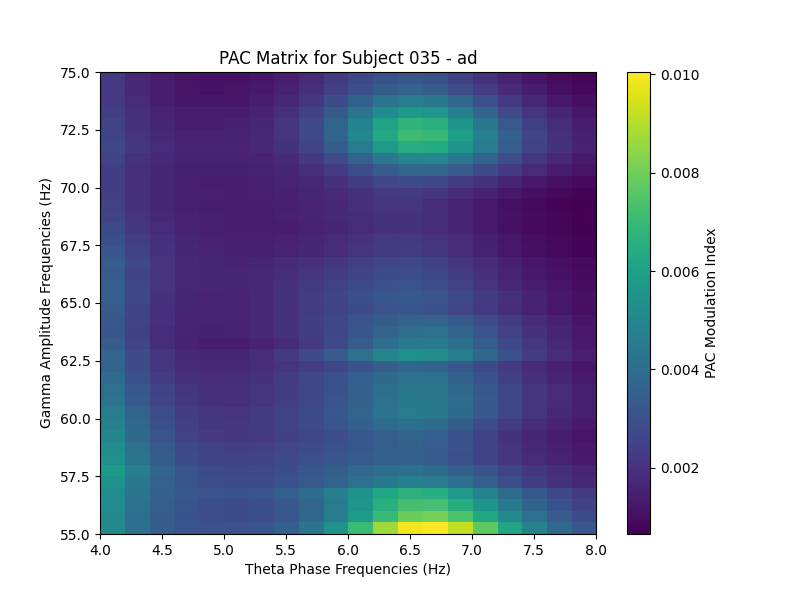 PAC Matrix for Subject 035 - ad
75.0
72.5
70.0
67.5
65.0
62.5
60.0
57.5
55.0
Gamma Amplitude Frequencies (Hz)
4.0 4.5 5.0 5.5 6.0 6.5 7.0 7.5 8.0
Theta Phase Frequencies (Hz)
0.010
0.008
0.006
0.004
0.002
PAC Modulation Index